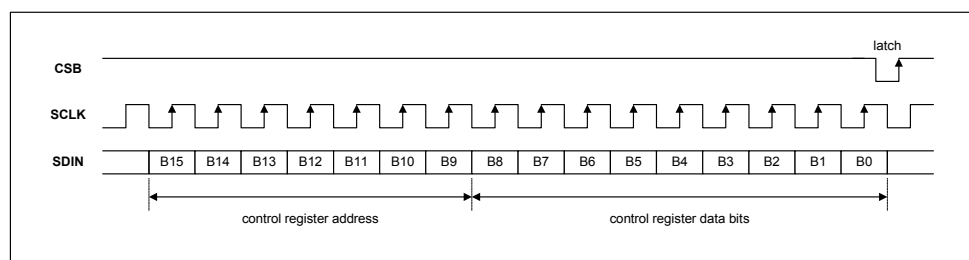 latch
CSB
SCLK
SDIN B15 B14 B13 B12 B11 B10 B9 B8 B7 B6 B5 B4 B3 B2 B1 B0
control register address control register data bits